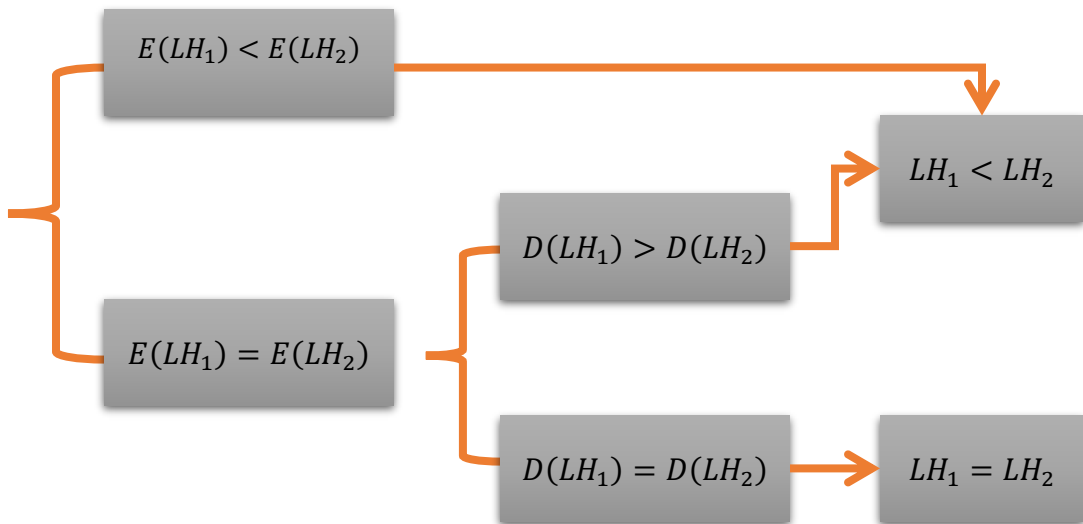 E(LH₁) < E(LH₂)
LH₁ < LH₂
D(LH₁) > D(LH₂)
E(LH₁) = E(LH₂)
D(LH₁) = D(LH₂)
LH₁ = LH₂